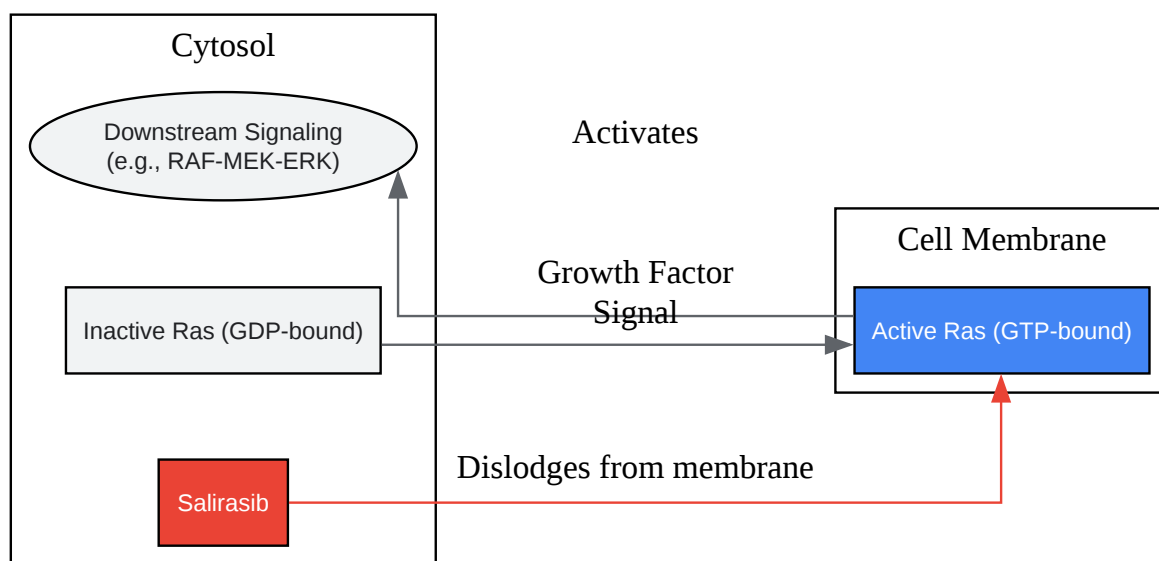 Cytosol
Downstream Signaling
(e.g., RAF-MEK-ERK)
Activates
Cell Membrane
Growth Factor
Signal
Inactive Ras (GDP-bound)
Active Ras (GTP-bound)
Dislodges from membrane
Salirasib